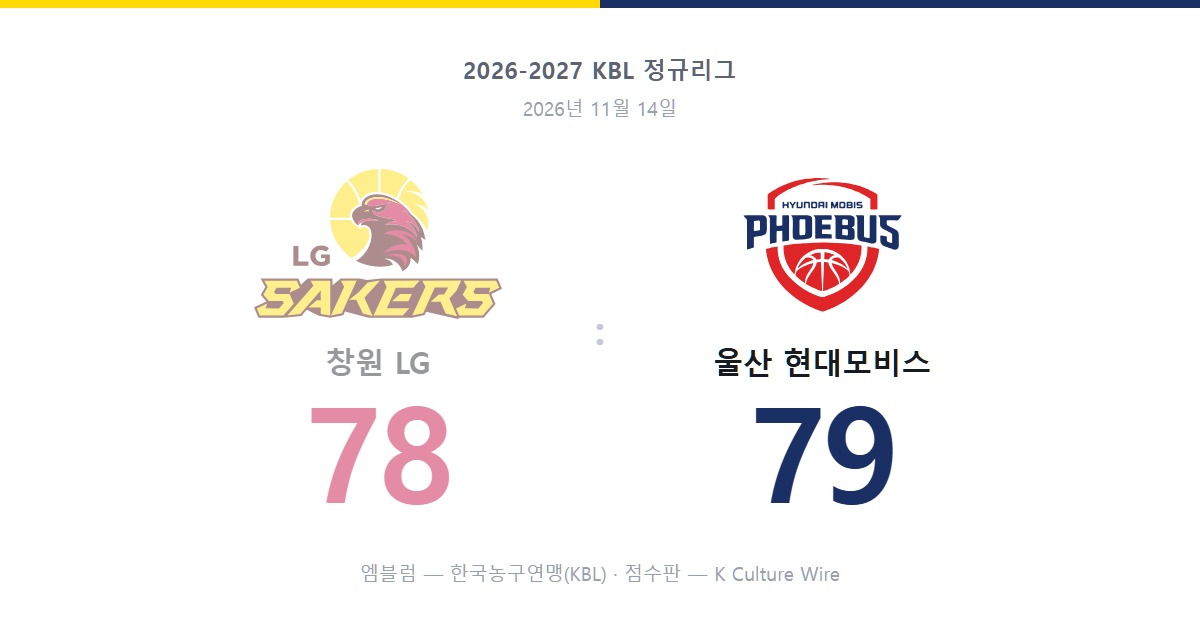 2026-2027 KBL 정규리그
2026년 11월 14일
LG
SAKERS
HYUNDAI MOBIS
PHOEBUS
:
창원 LG
울산 현대모비스
78
79
엠블럼 — 한국농구연맹(KBL) · 점수판 — K Culture Wire